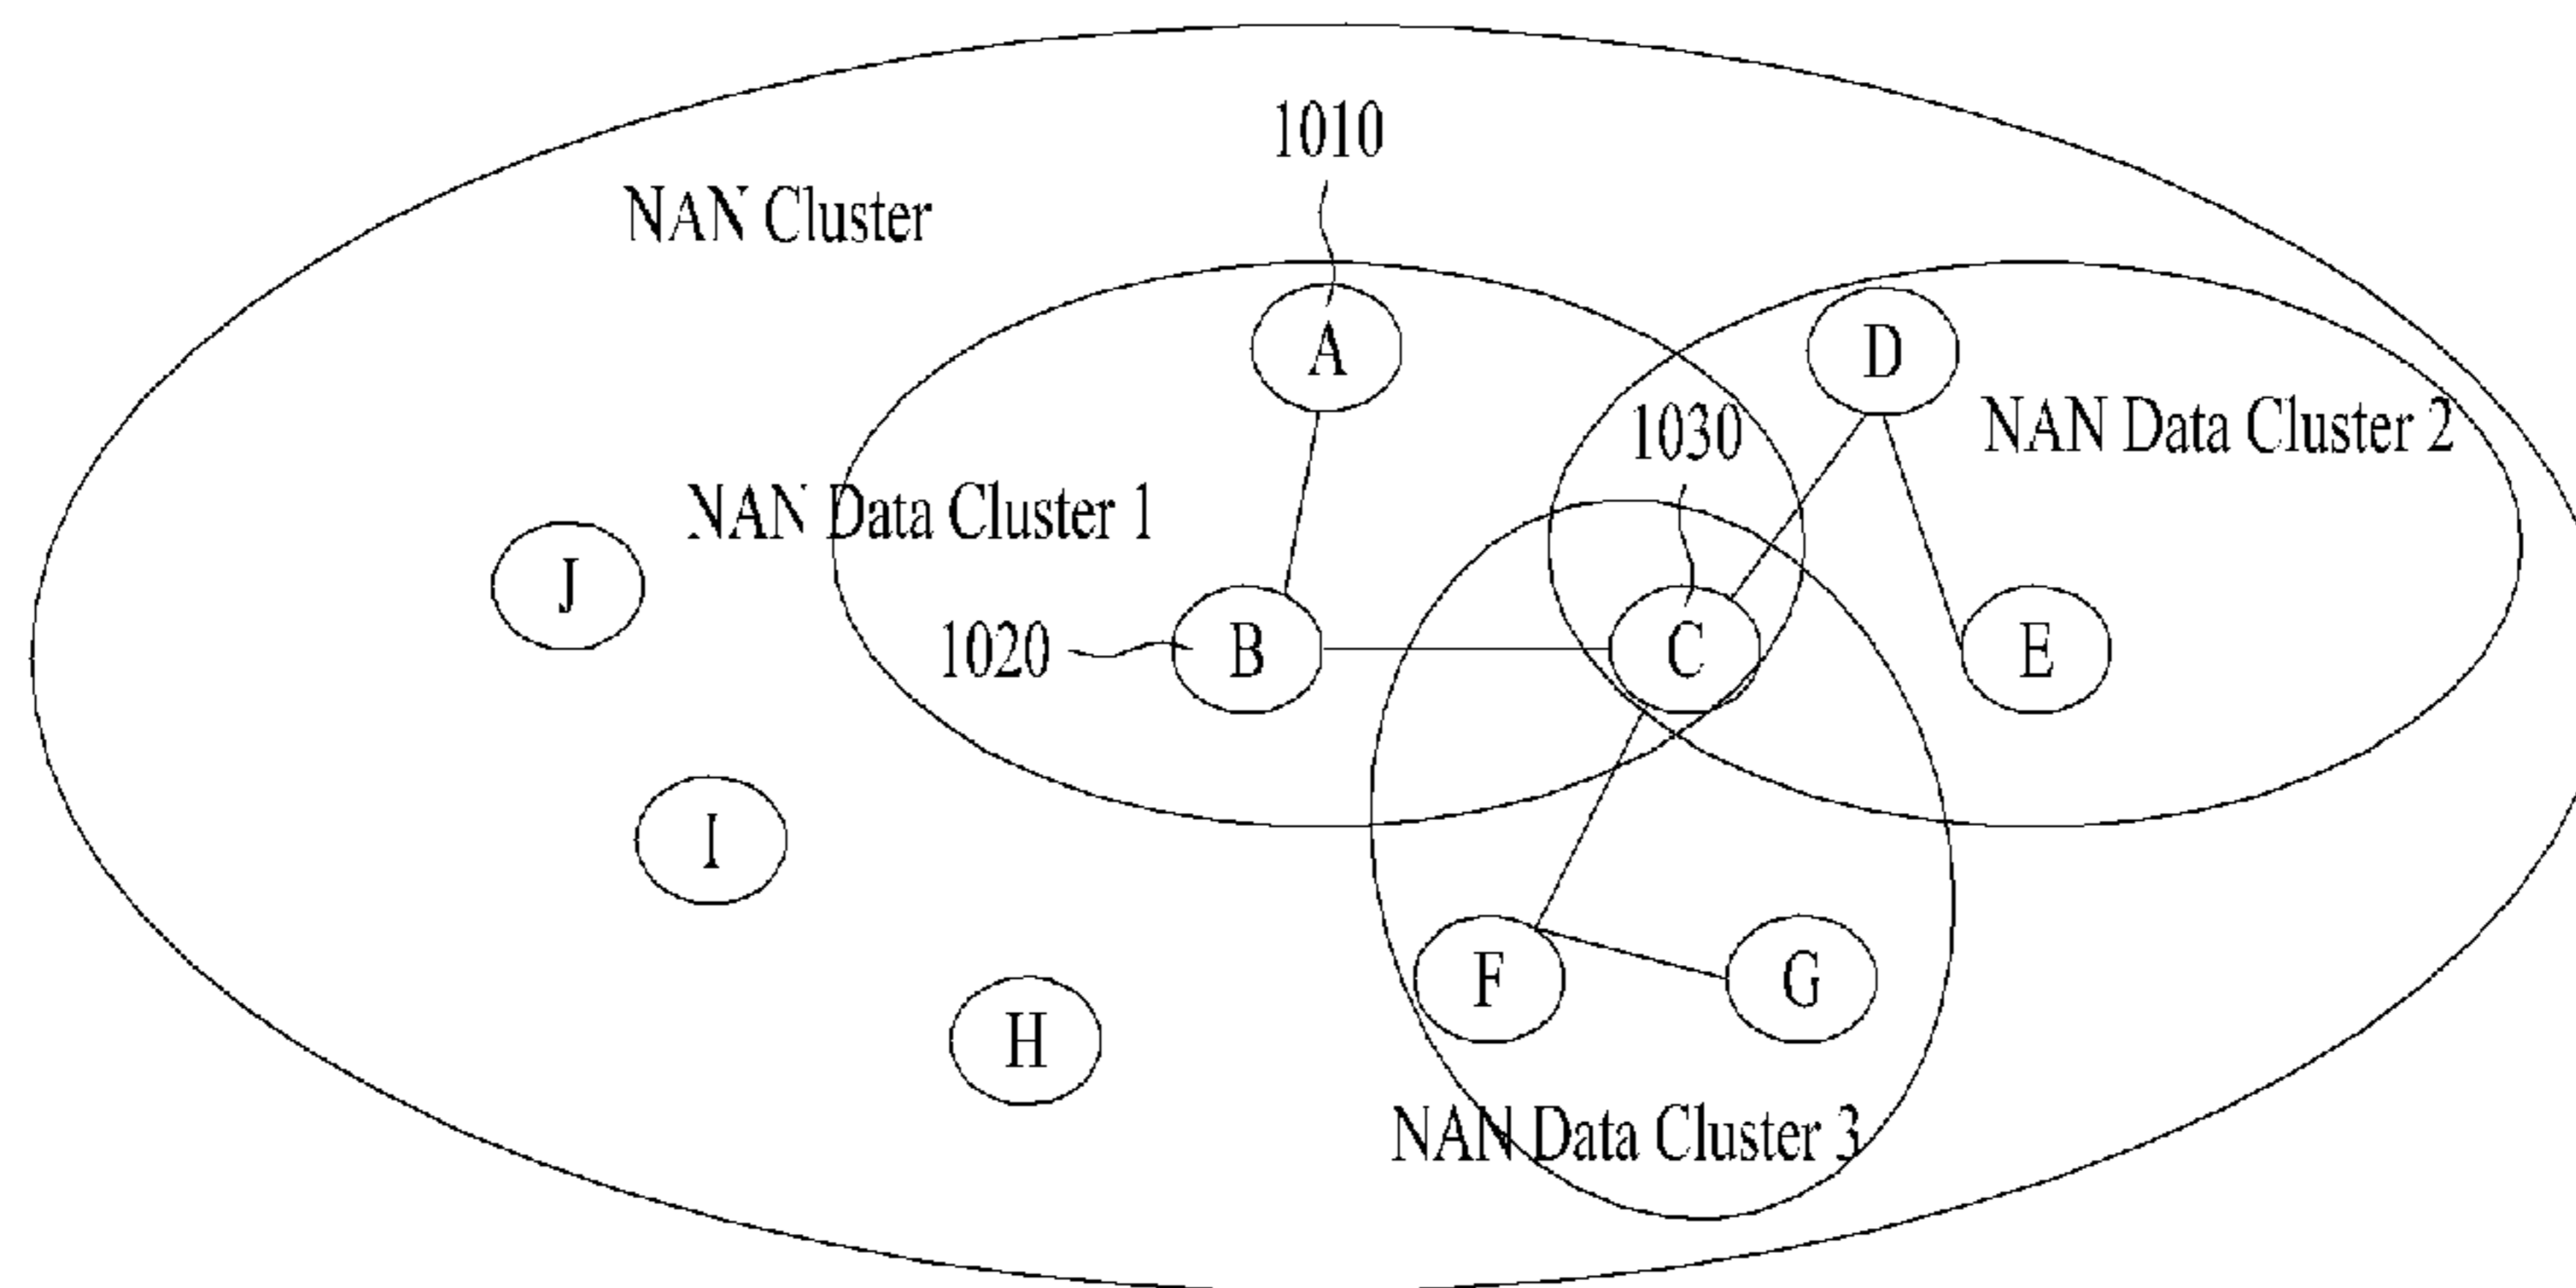 1010
NAN Cluster
A
D
1030
NAN Data Cluster 2
NAN Data Cluster 1
J
1020
B
C
E
I
F
G
H
NAN Data Cluster 3